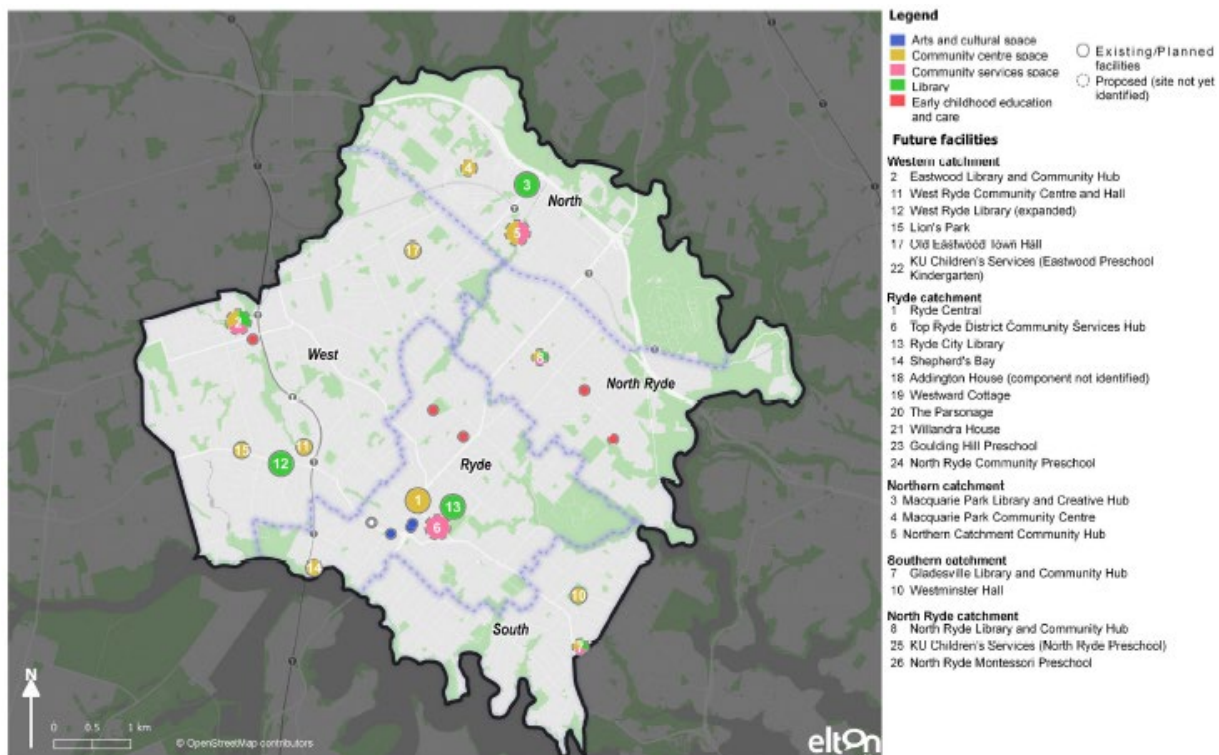 Legend
Arts and cultural space
Community centre space
Community services space
Library
Early childhood education
and care
Existing/Planned
facilities
Proposed (site not yet
identified)
Future facilities
Western catchment
2 Eastwood Library and Community Hub
11 West Ryde Community Centre and Hall
12 West Ryde Library (expanded)
15 Lion's Park
17 Old Eastwood Town Hall
22 KU Children's Services (Eastwood Preschool
Kindergarten)
Ryde catchment
1 Ryde Central
6 Top Ryde District Community Services Hub
13 Ryde City Library
14 Shepherd's Bay
18 Addington House (component not identified)
19 Westward Cottage
20 The Parsonage
21 Willandra House
23 Goulding Hill Preschool
24 North Ryde Community Preschool
Northern catchment
3 Macquarie Park Library and Creative Hub
4 Macquarie Park Community Centre
5 Northern Catchment Community Hub
Southern catchment
7 Gladesville Library and Community Hub
10 Westminster Hall
North Ryde catchment
8 North Ryde Library and Community Hub
25 KU Children's Services (North Ryde Preschool)
26 North Ryde Montessori Preschool
4
3
North
5
17
2
West
8
North Ryde
15
11
12
Ryde
1
13
6
14
10
South
7
N
0 0.5 1 km
© OpenStreetMap contributors
elton